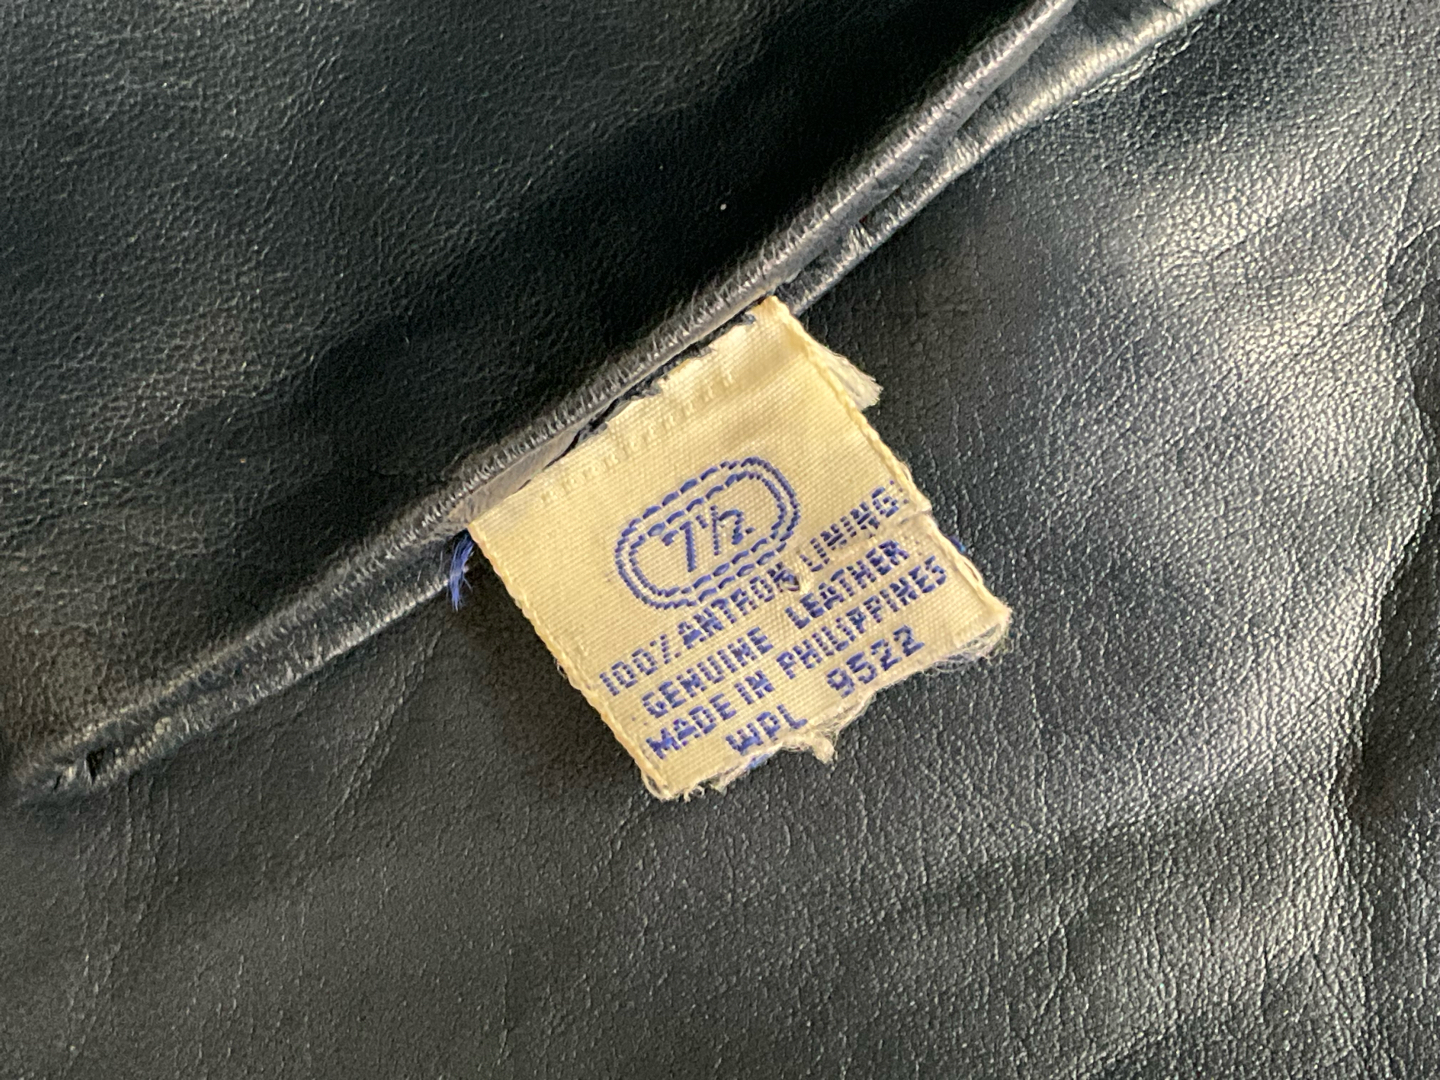 7½
100% ANTRON LINING
GENUINE LEATHER
MADE IN PHILIPPINES
WPL 9522